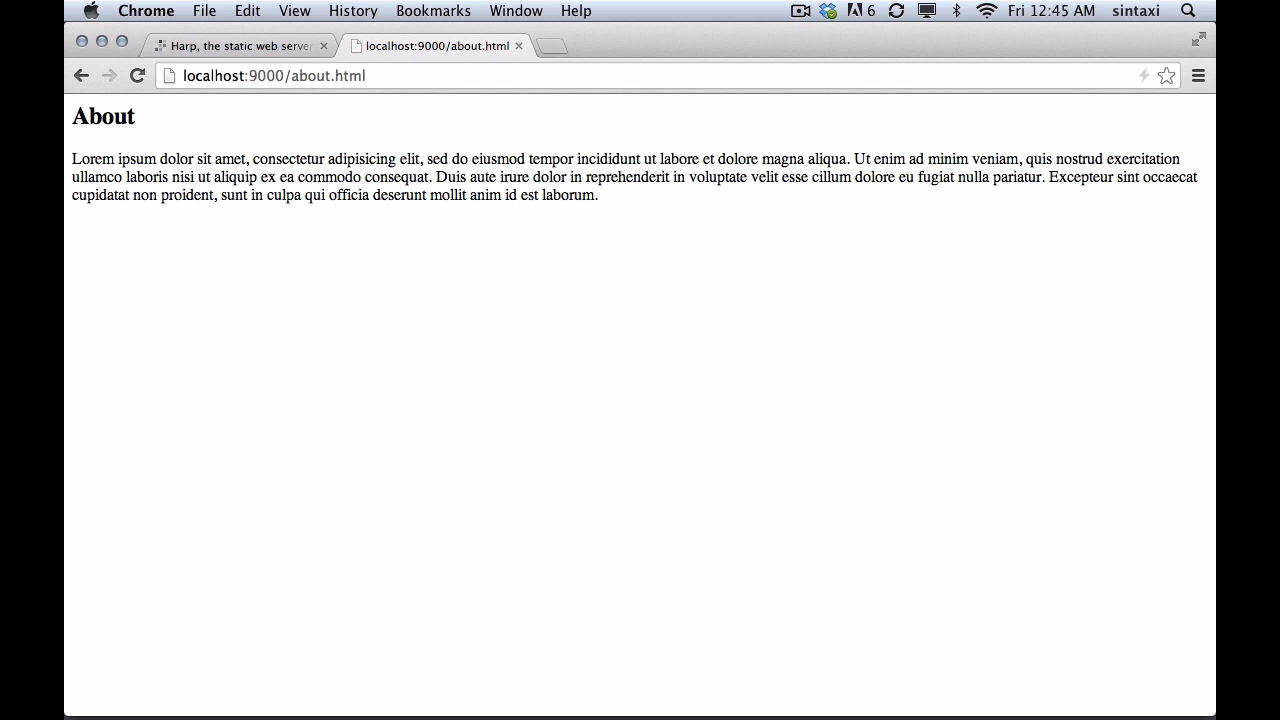 Chrome File Edit View History Bookmarks Window Help 6 Fri 12:45 AM sintaxi
Harp, the static web server localhost:9000/about.html
localhost:9000/about.html
About
Lorem ipsum dolor sit amet, consectetur adipisicing elit, sed do eiusmod tempor incididunt ut labore et dolore magna aliqua. Ut enim ad minim veniam, quis nostrud exercitation
ullamco laboris nisi ut aliquip ex ea commodo consequat. Duis aute irure dolor in reprehenderit in voluptate velit esse cillum dolore eu fugiat nulla pariatur. Excepteur sint occaecat
cupidatat non proident, sunt in culpa qui officia deserunt mollit anim id est laborum.